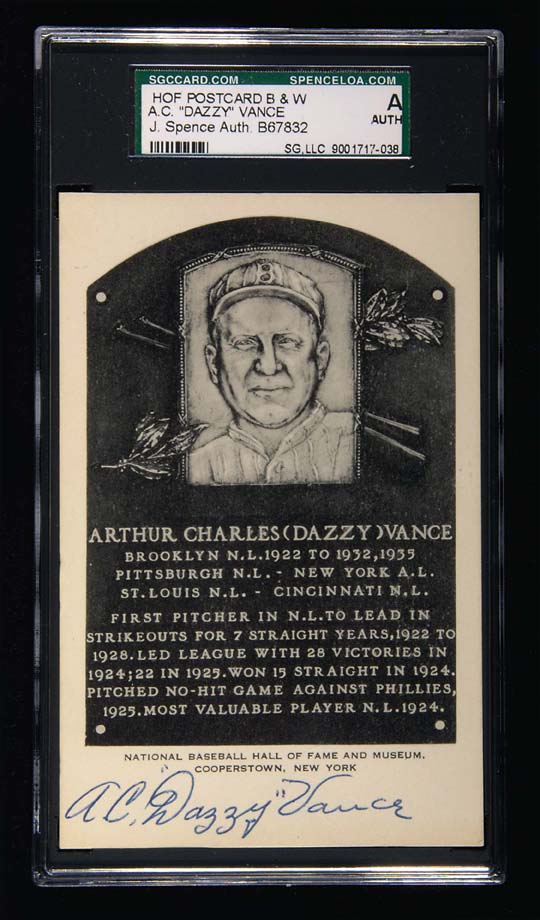 SGCCARD.COM SPENCELOA.COM
HOF POSTCARD B & W A
A.C. "DAZZY" VANCE AUTH
J. Spence Auth. B67832
SG, LLC 9001717-038
B
ARTHUR CHARLES (DAZZY) VANCE
BROOKLYN N.L. 1922 TO 1932, 1935
PITTSBURGH N.L. - NEW YORK A.L.
ST. LOUIS N.L. - CINCINNATI N.L.
FIRST PITCHER IN N.L. TO LEAD IN
STRIKEOUTS FOR 7 STRAIGHT YEARS, 1922 TO
1928. LED LEAGUE WITH 28 VICTORIES IN
1924; 22 IN 1925. WON 15 STRAIGHT IN 1924.
PITCHED NO-HIT GAME AGAINST PHILLIES,
1925. MOST VALUABLE PLAYER N.L. 1924.
NATIONAL BASEBALL HALL OF FAME AND MUSEUM,
COOPERSTOWN, NEW YORK
A.C. "Dazzy" Vance